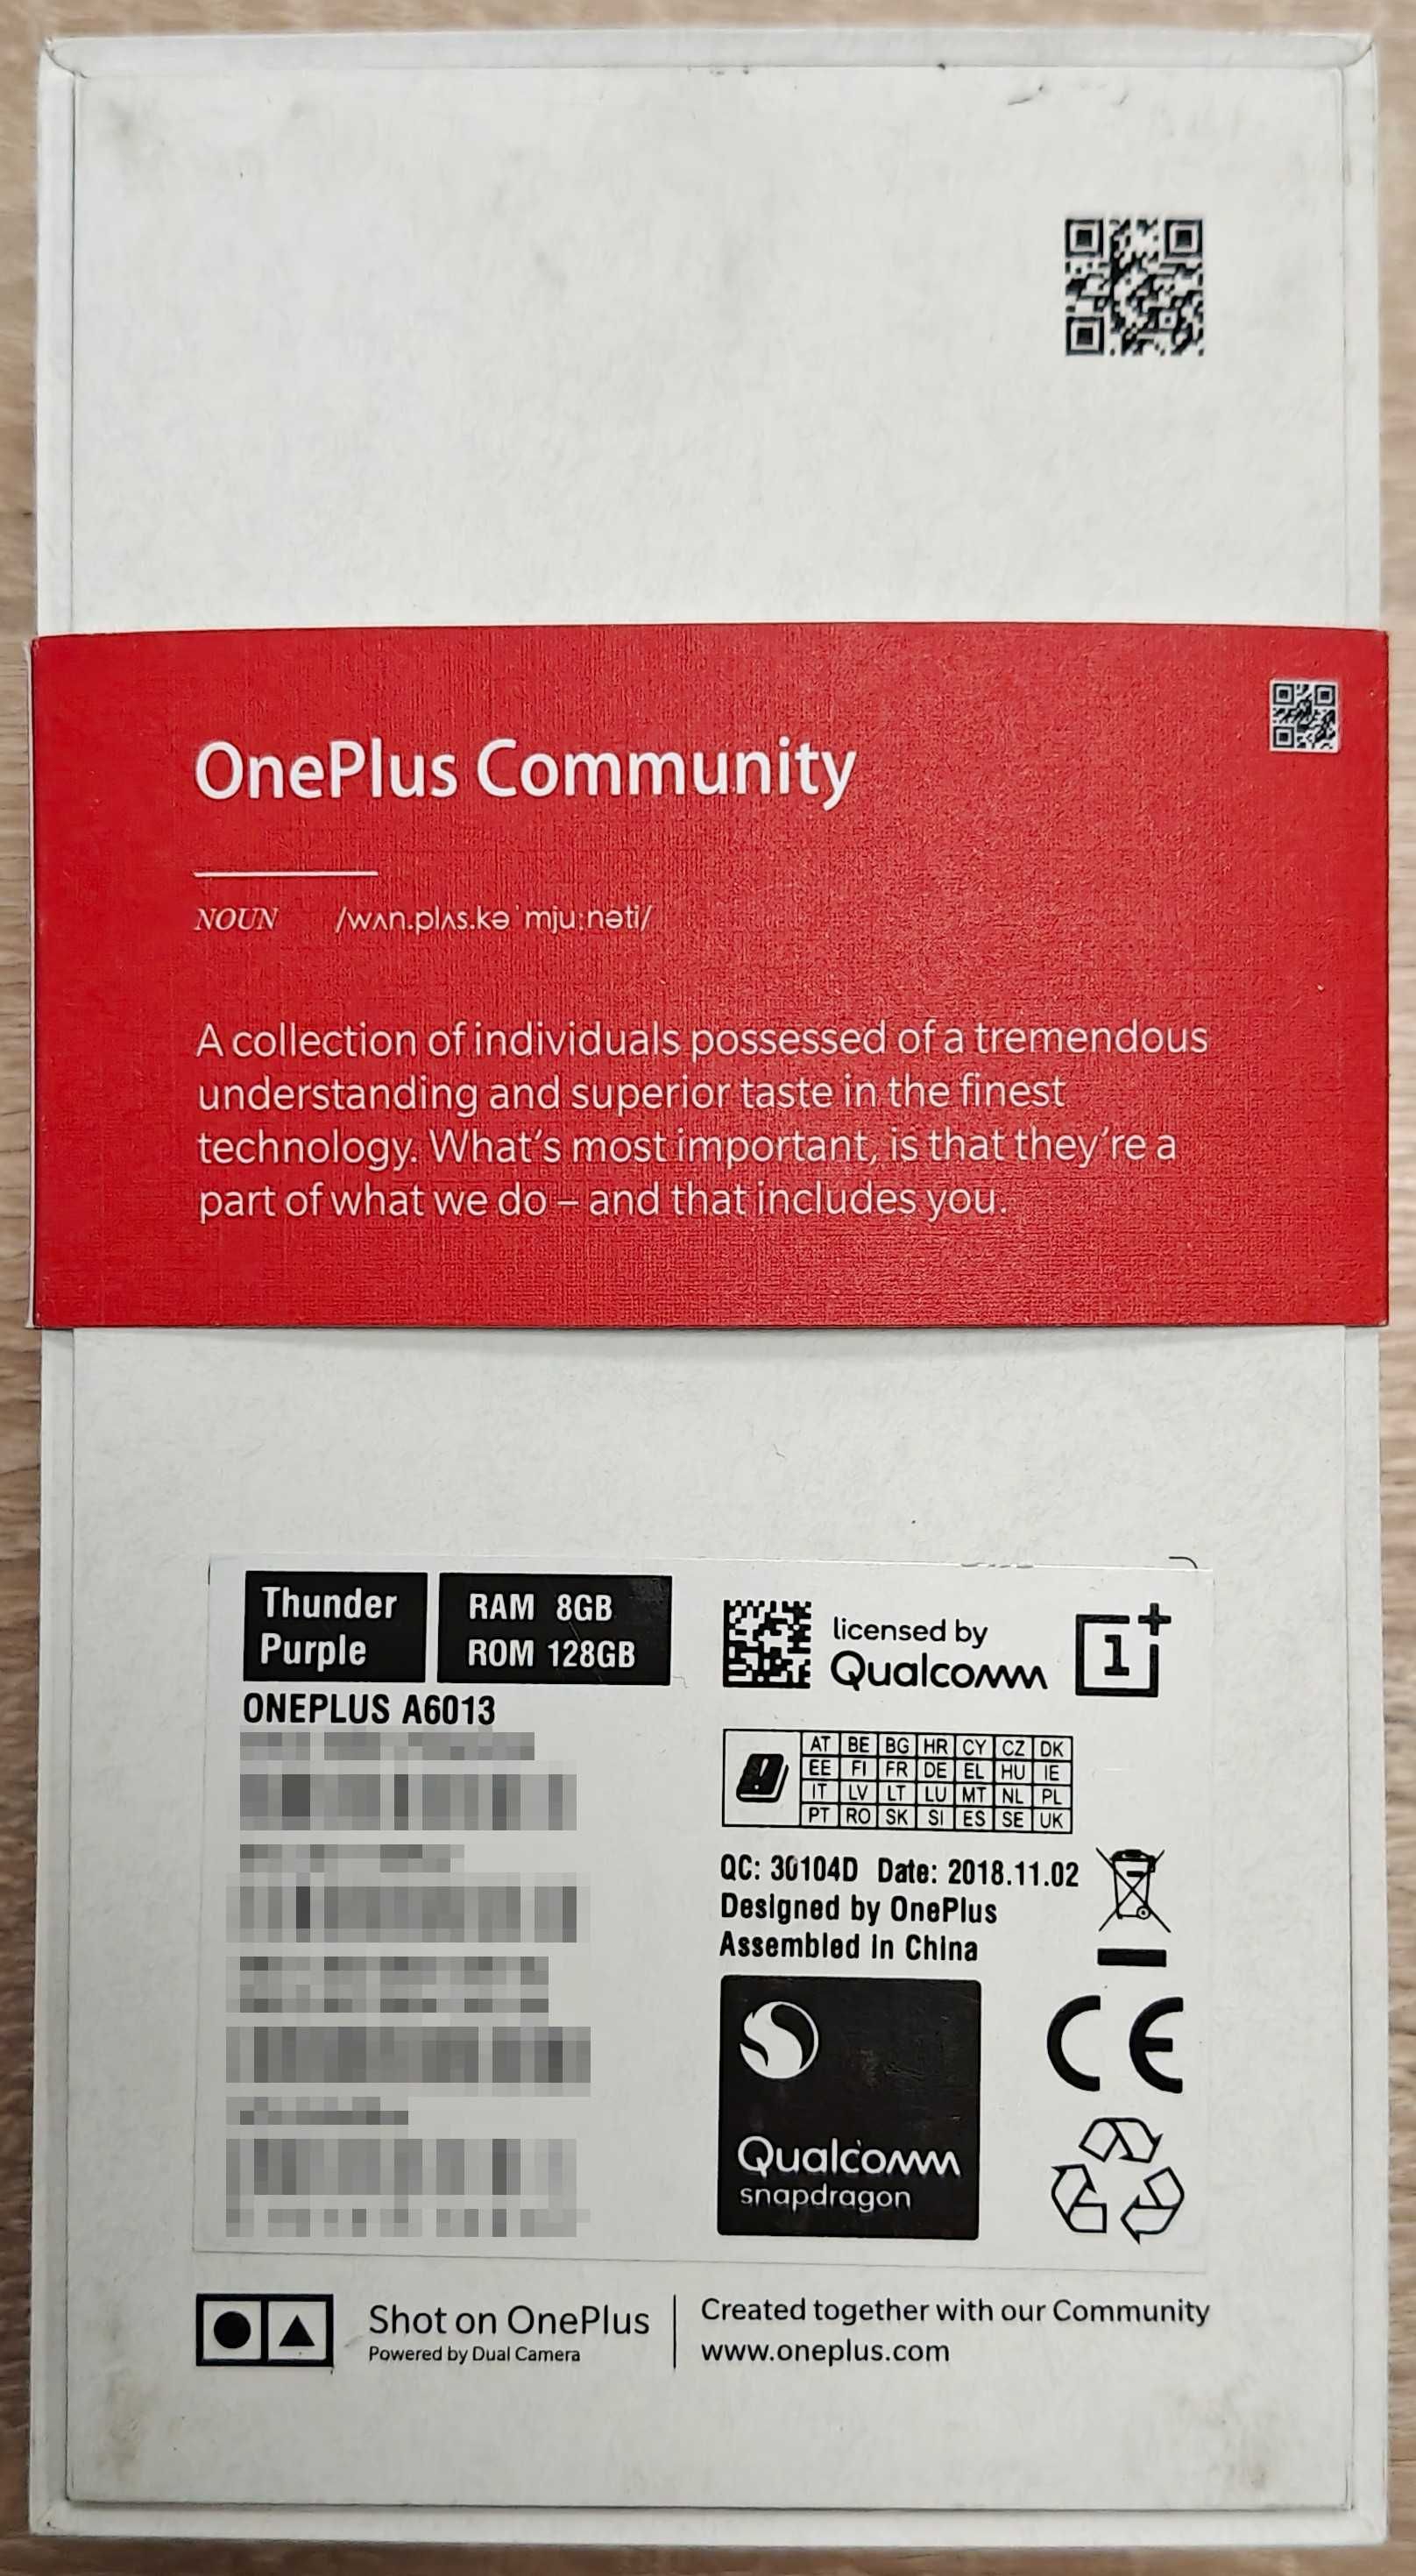 OnePlus Community
NOUN /wʌn.plʌs.kəˈmjuːnəti/
A collection of individuals possessed of a tremendous
understanding and superior taste in the finest
technology. What's most important, is that they're a
part of what we do – and that includes you.
Thunder
Purple
RAM 8GB
ROM 128GB
ONEPLUS A6013
licensed by
Qualcomm
1+
AT BE BG HR CY CZ DK
EE FI FR DE EL HU IE
IT LV LT LU MT NL PL
PT RO SK SI ES SE UK
QC: 30104D Date: 2018.11.02
Designed by OnePlus
Assembled in China
CE
Qualcomm
snapdragon
Shot on OnePlus
Powered by Dual Camera
Created together with our Community
www.oneplus.com